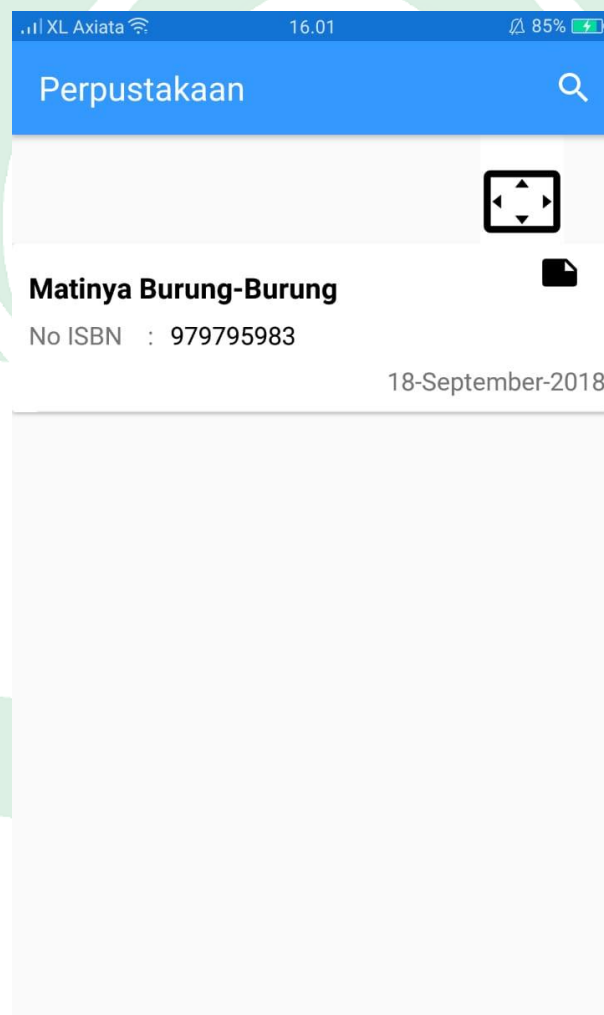 XL Axiata 16.01 85%
Perpustakaan
Matinya Burung-Burung
No ISBN : 979795983
18-September-2018